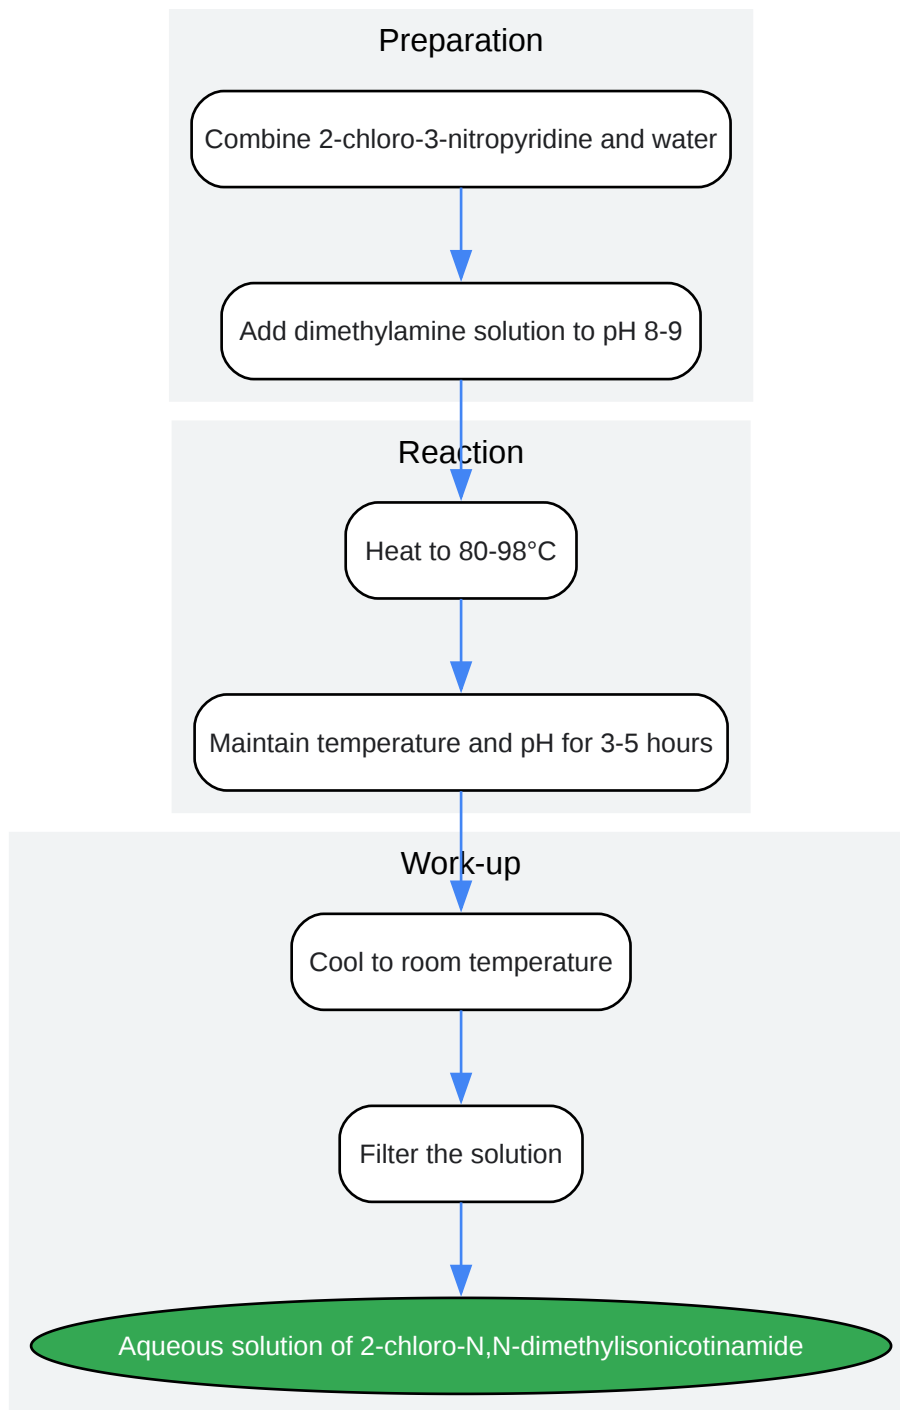 Preparation
Combine 2-chloro-3-nitropyridine and water
Add dimethylamine solution to pH 8-9
Reaction
Heat to 80-98°C
Maintain temperature and pH for 3-5 hours
Work-up
Cool to room temperature
Filter the solution
Aqueous solution of 2-chloro-N,N-dimethylisonicotinamide